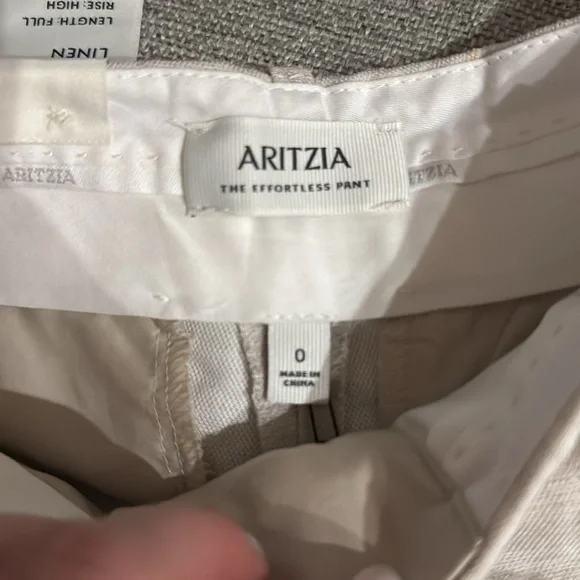 RISE: HIGH
LENGTH: FULL
LINEN
ARITZIA
THE EFFORTLESS PANT
ARITZIA
0
MADE IN
CHINA